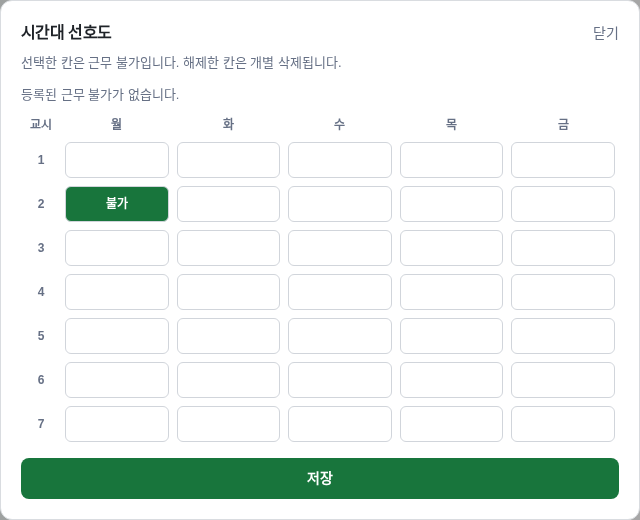 시간대 선호도 닫기
선택한 칸은 근무 불가입니다. 해제한 칸은 개별 삭제됩니다.
등록된 근무 불가가 없습니다.
교시 월 화 수 목 금
1
2 불가
3
4
5
6
7
저장